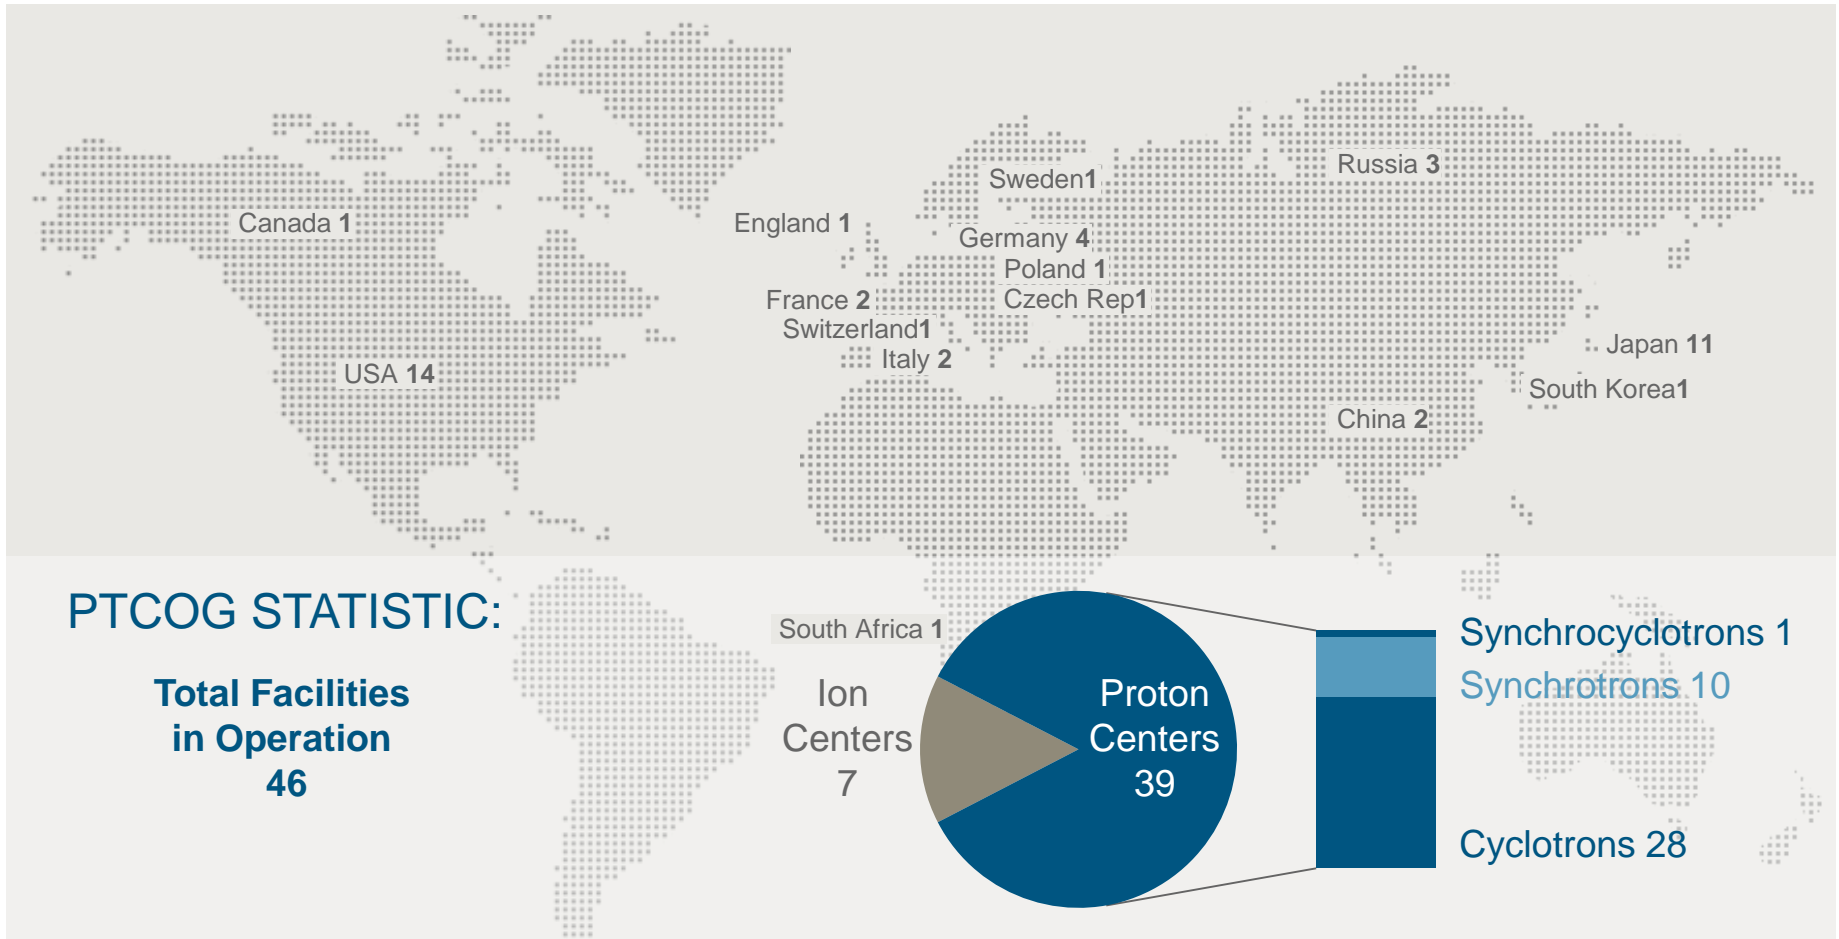 Russia 3
Sweden1
Canada 1
England 1
Germany 4
Poland 1
France 2
Czech Rep1
Switzerland1
Italy 2
Japan 11
USA 14
South Korea1
China 2
PTCOG STATISTIC:
Total Facilities
in Operation
46
South Africa 1
Ion
Centers
7
Proton
Centers
39
Synchrocyclotrons 1
Synchrotrons 10
Cyclotrons 28